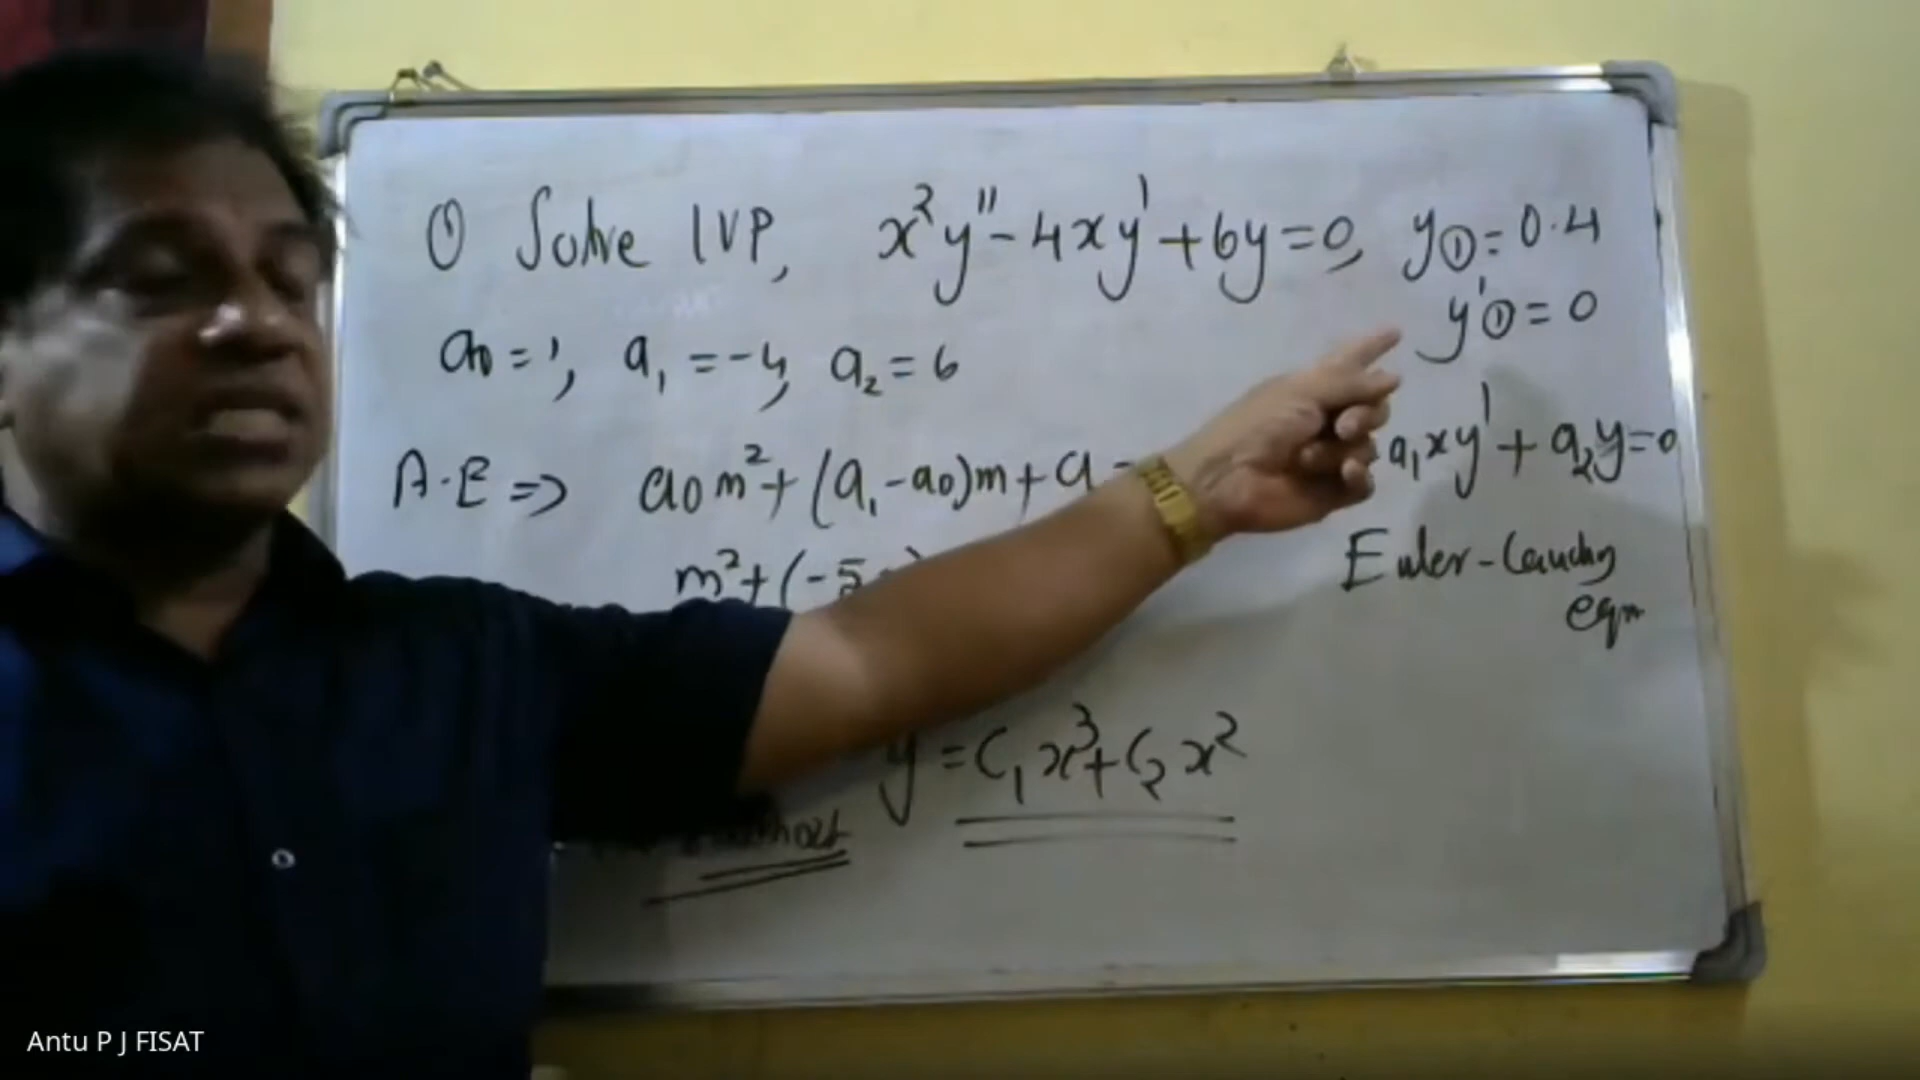 ① Solve IVP, x²y'' - 4xy' + 6y = 0, y(1) = 0.4
y'(1) = 0
a₀ = 1, a₁ = -4, a₂ = 6
a₁xy' + a₂y = 0
A.E ⇒ a₀m² + (a₁ - a₀)m + a
m² + (-5
Euler-Cauchy
eqn
y = C₁x³ + C₂x²
Antu P J FISAT